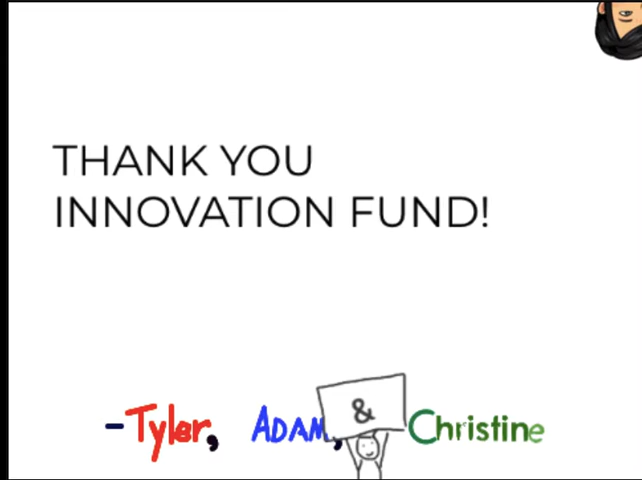 THANK YOU
INNOVATION FUND!
-Tyler, ADAM, & Christine